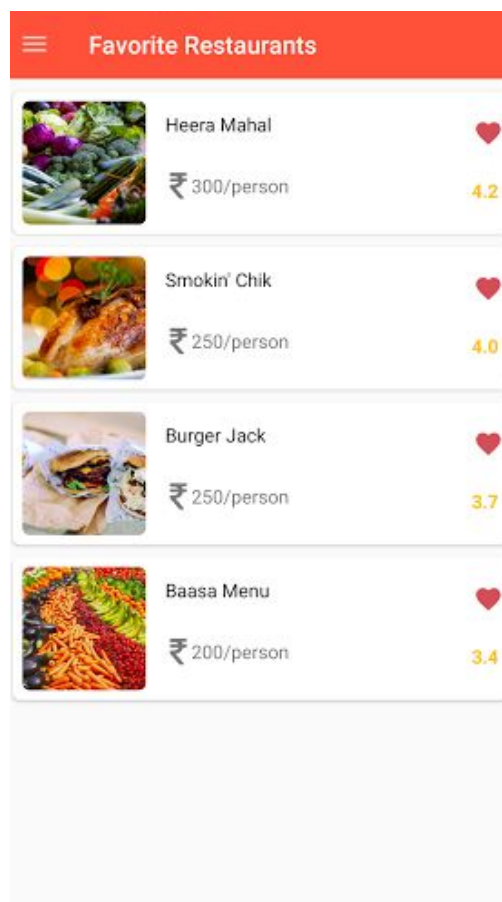 Favorite Restaurants
Heera Mahal
₹ 300/person
4.2
Smokin' Chik
₹ 250/person
4.0
Burger Jack
₹ 250/person
3.7
Baasa Menu
₹ 200/person
3.4